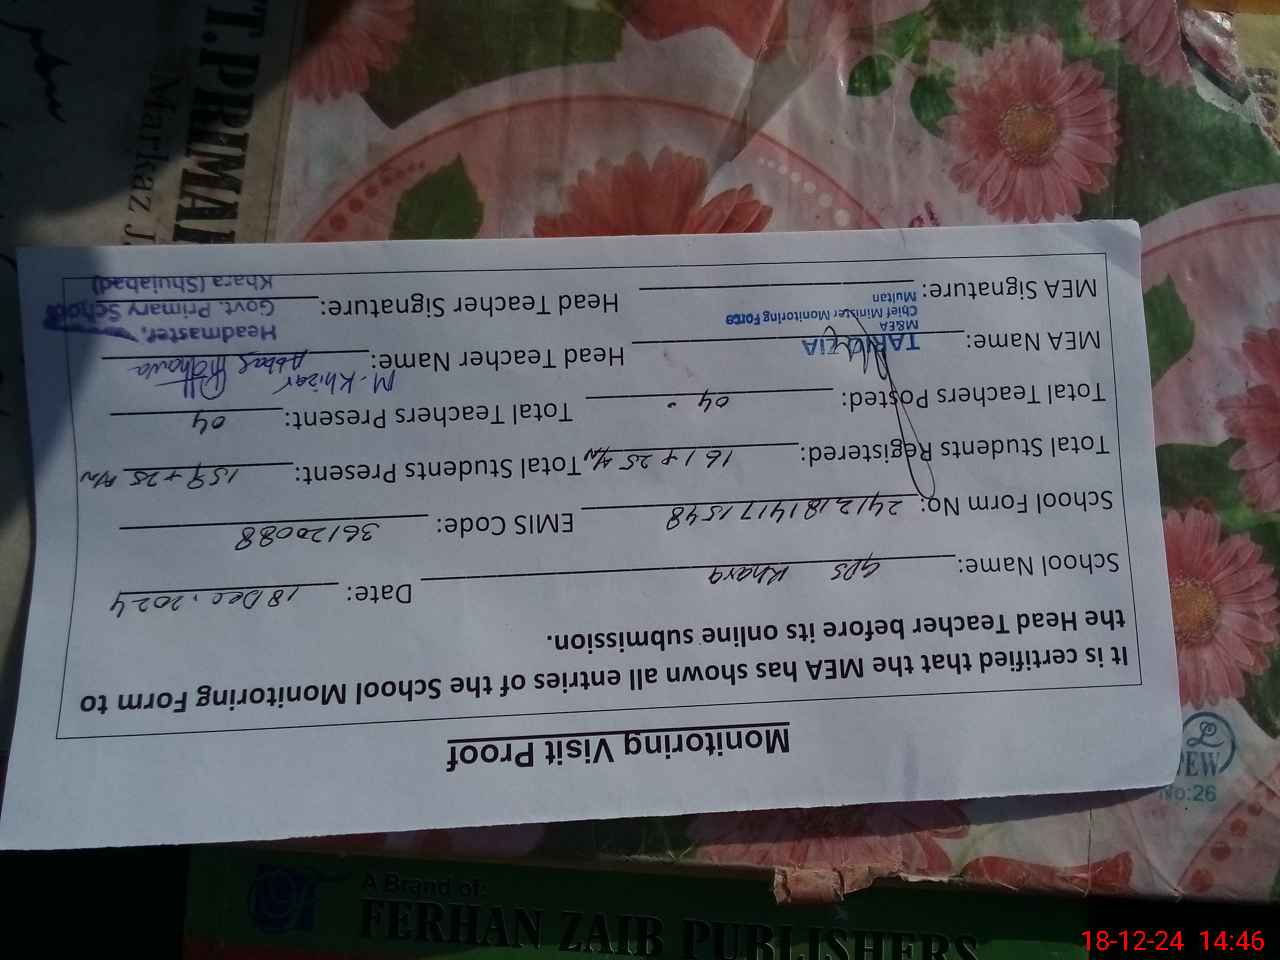 Monitoring Visit Proof
It is certified that the MEA has shown all entries of the School Monitoring Form to
the Head Teacher before its online submission.
School Name: GPS Khara Date: 18 Dec, 2024
School Form No: 24121814171548 EMIS Code: 36120088
Total Students Registered: 161 + 25 A/N Total Students Present: 159 + 25 A/N
Total Teachers Posted: 04 Total Teachers Present: 04
MEA Name: Head Teacher Name: M. Khizar Abbas
M&EA
Chief Minister Monitoring Force
Multan
MEA Signature: Head Teacher Signature:
Headmaster,
Govt. Primary School
Khara (Shujabad)
T.PRIMAR
Markaz J
A Brand of:
FERHAN ZAIB PUBLISHERS
EW
No:26
18-12-24 14:46